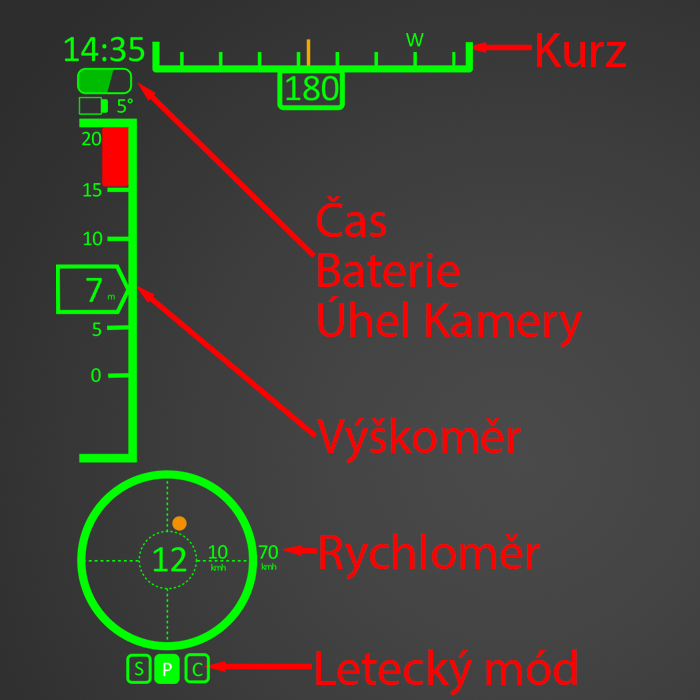 14:35
W
Kurz
180
5°
20
15
10
7 m
5
0
Čas
Baterie
Úhel Kamery
Výškoměr
12
10
kmh
70
kmh
Rychloměr
S P C
Letecký mód